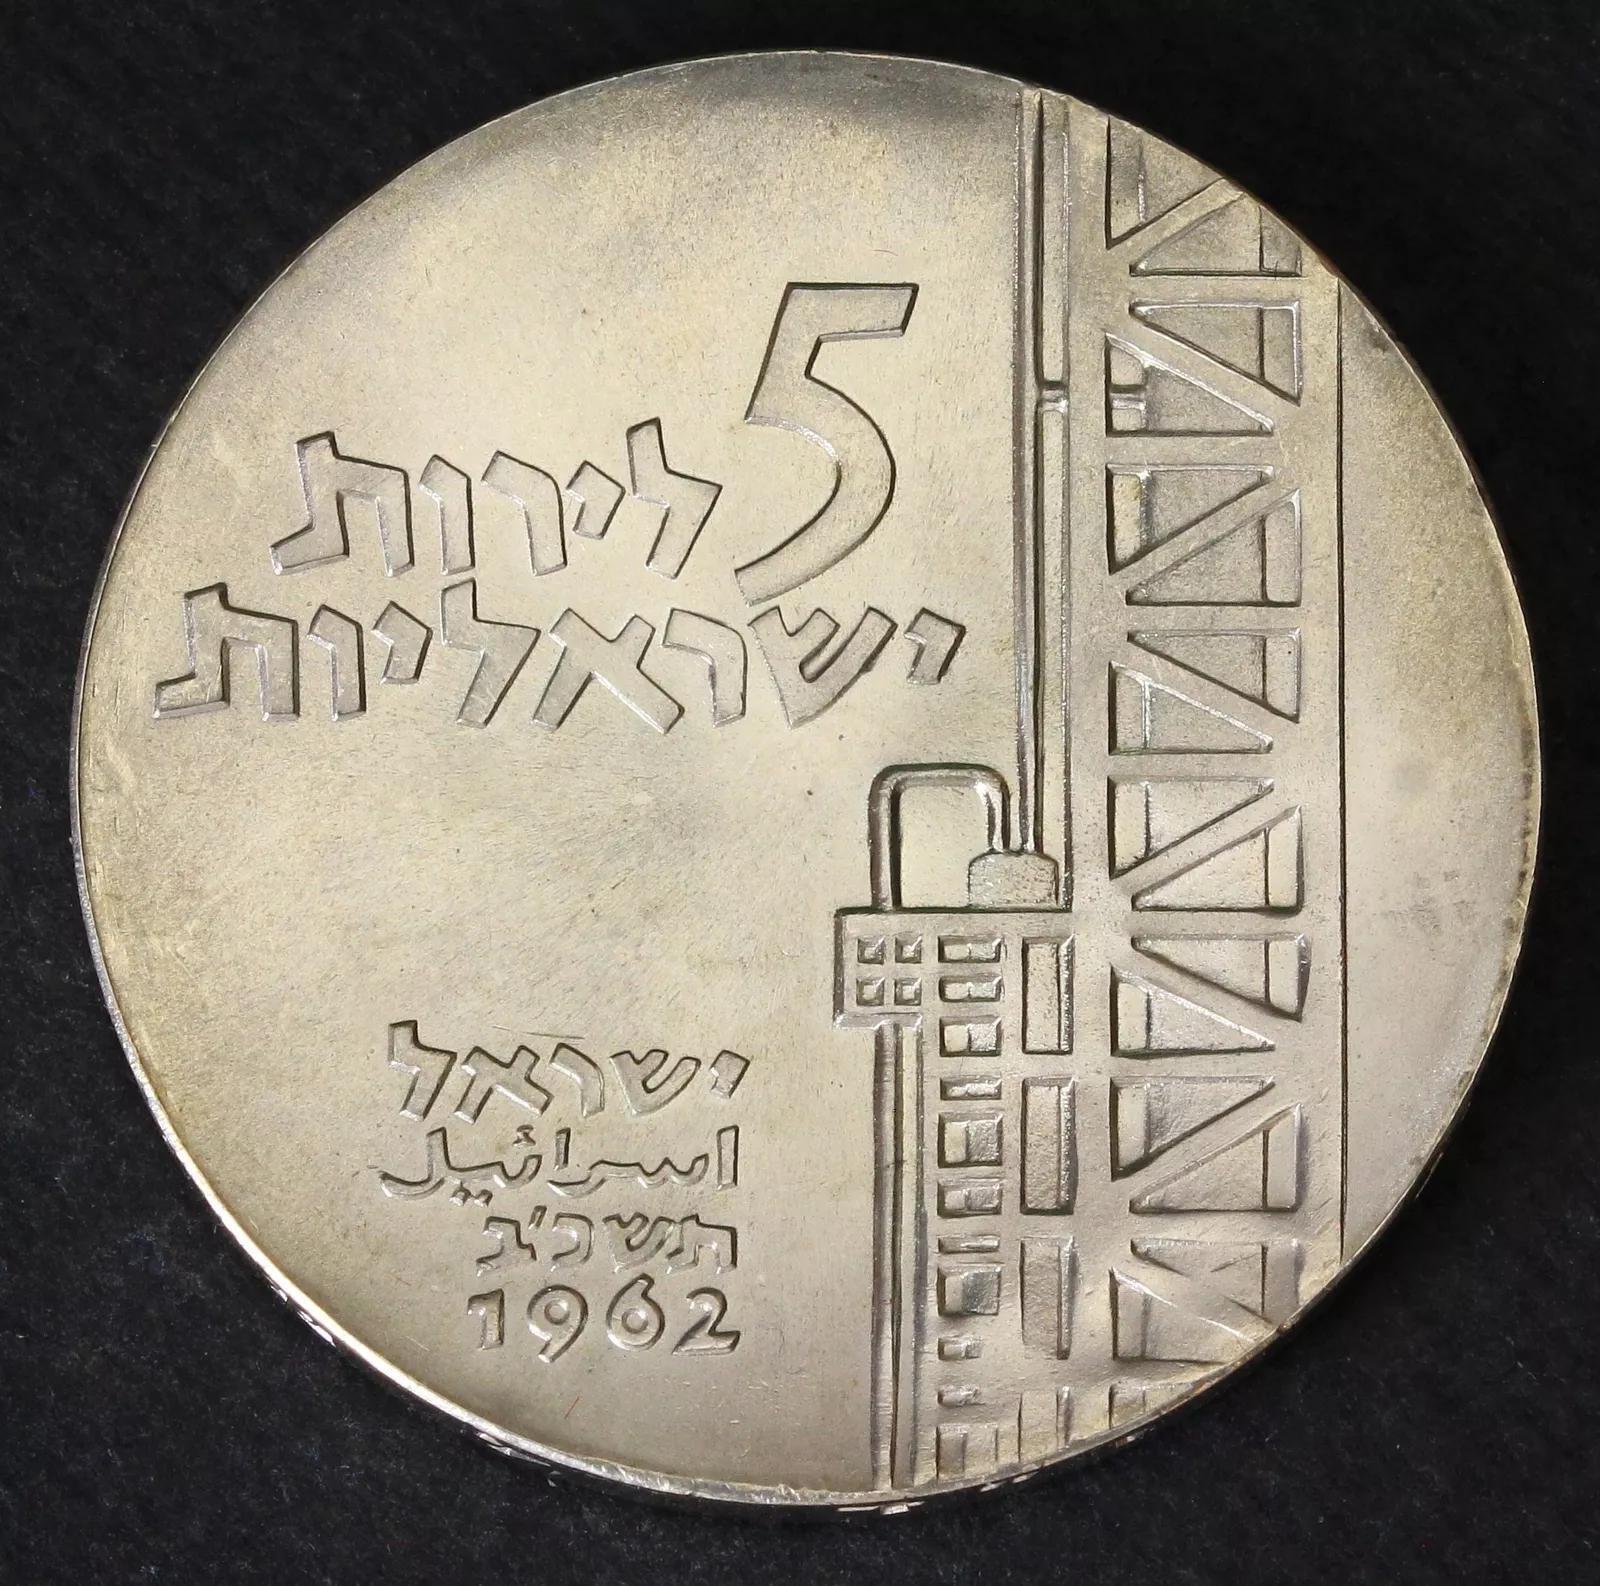 5 לירות
ישראליות
ישראל
اسرائيل
תשכ'ב
1962